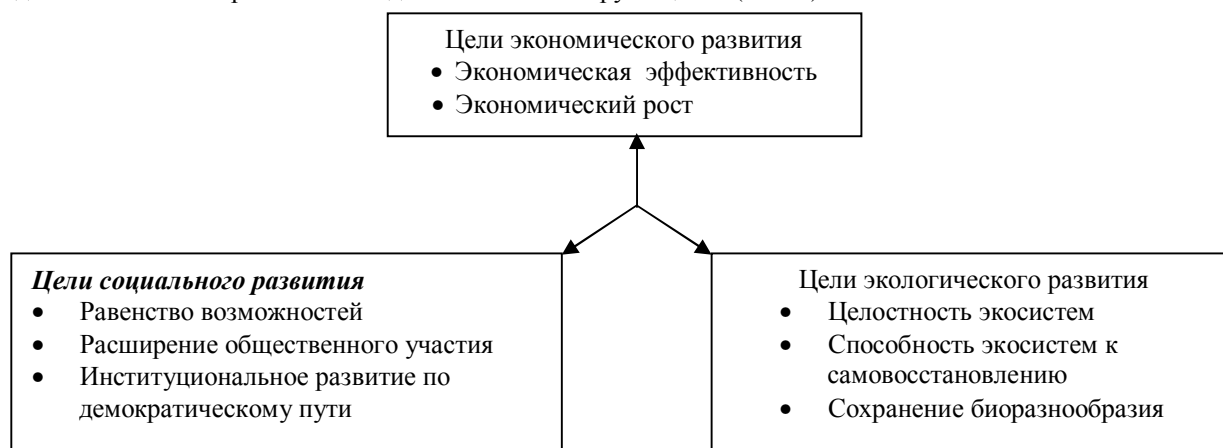 Цели экономического развития
• Экономическая эффективность
• Экономический рост
Цели социального развития
• Равенство возможностей
• Расширение общественного участия
• Институциональное развитие по
демократическому пути
Цели экологического развития
• Целостность экосистем
• Способность экосистем к
самовосстановлению
• Сохранение биоразнообразия